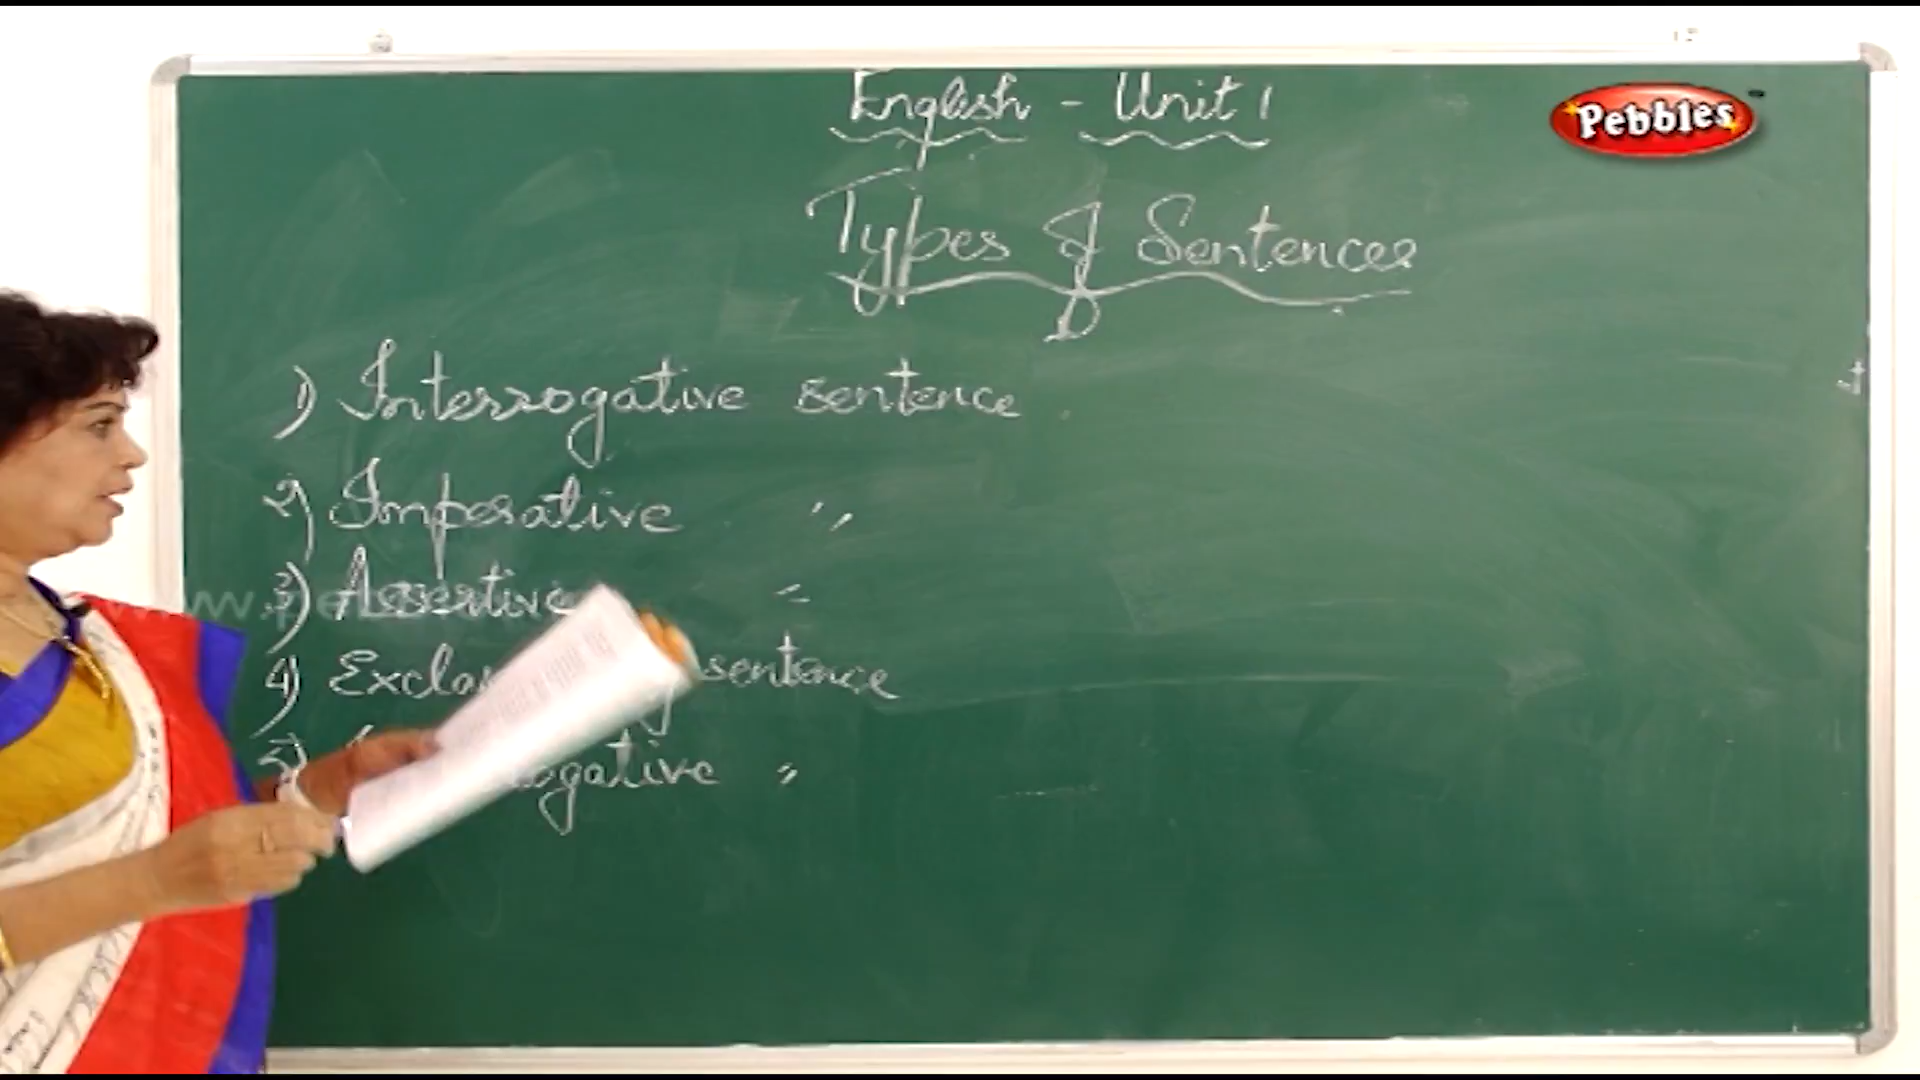 English - Unit 1
Pebbles
Types of Sentences
1) Interrogative sentence
2) Imperative "
3) Assertive "
4) sentence
5) "